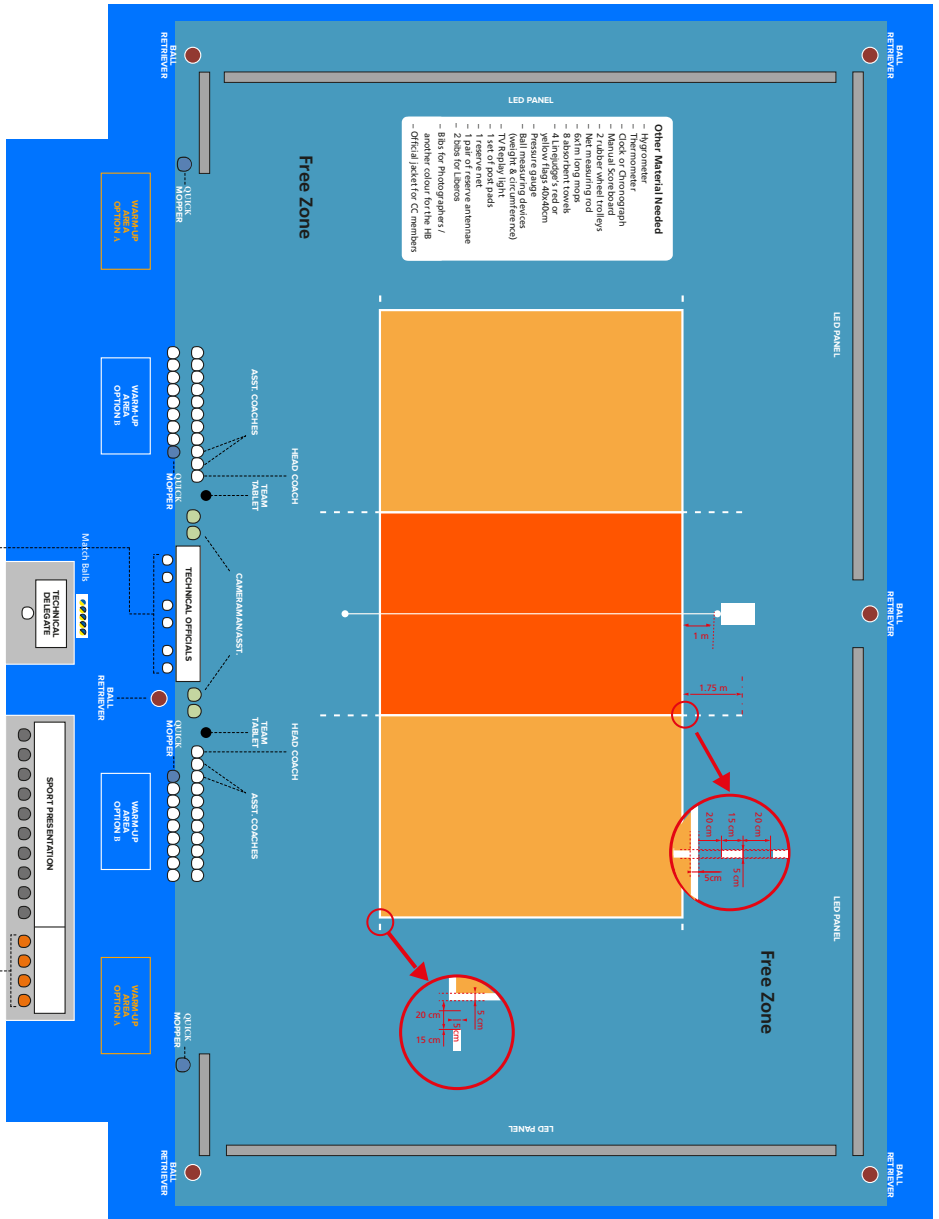 BALL
RETRIEVER
BALL
RETRIEVER
BALL
RETRIEVER
LED PANEL
LED PANEL
LED PANEL
LED PANEL
Free Zone
Free Zone
Other Material Needed
– Hygrometer
– Thermometer
– Clock or Chronograph
– Manual Scoreboard
– 2 rubber wheel trolleys
– Net measuring rod
– 6x1m long mops
– 8 absorbent towels
– 4 Linejudge's red or
yellow flags 40x40cm
– Pressure gauge
– Ball measuring devices
(weight & circumference)
– TV Replay light
– 1 set of post pads
– 1 reserve net
– 1 pair of reserve antennae
– 2 bibs for Liberos
– Bibs for Photographers /
another colour for the HB
– Official jacket for CC members
1 m
1.75 m
20 cm
15 cm
20 cm
5 cm
5cm
5 cm
5 cm
20 cm
15 cm
ASST. COACHES
HEAD COACH
TEAM
TABLET
CAMERAMAN/ASST.
TEAM
TABLET
HEAD COACH
ASST. COACHES
BALL
RETRIEVER
QUICK
MOPPER
QUICK
MOPPER
TECHNICAL OFFICIALS
QUICK
MOPPER
QUICK
MOPPER
BALL
RETRIEVER
BALL
RETRIEVER
WARM-UP
AREA
OPTION A
WARM-UP
AREA
OPTION B
WARM-UP
AREA
OPTION B
WARM-UP
AREA
OPTION A
Match Balls
TECHNICAL
DELEGATE
SPORT PRESENTATION